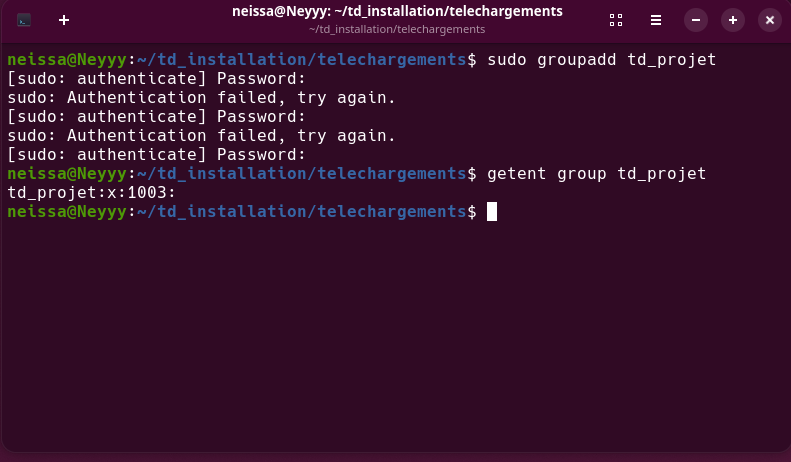 neissa@Neyyy: ~/td_installation/telechargements
~/td_installation/telechargements
neissa@Neyyy:~/td_installation/telechargements$ sudo groupadd td_projet
[sudo: authenticate] Password:
sudo: Authentication failed, try again.
[sudo: authenticate] Password:
sudo: Authentication failed, try again.
[sudo: authenticate] Password:
neissa@Neyyy:~/td_installation/telechargements$ getent group td_projet
td_projet:x:1003:
neissa@Neyyy:~/td_installation/telechargements$